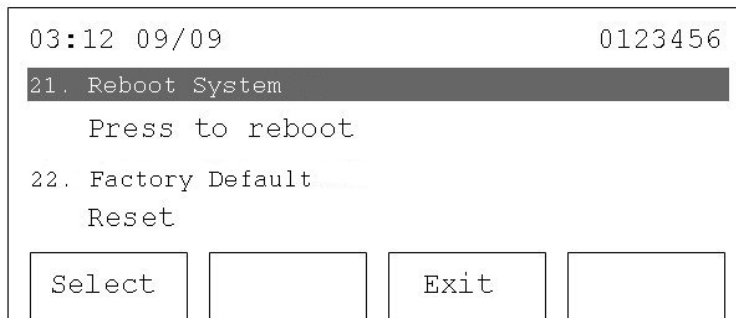 03:12 09/09 0123456
21. Reboot System
Press to reboot
22. Factory Default
Reset
Select Exit